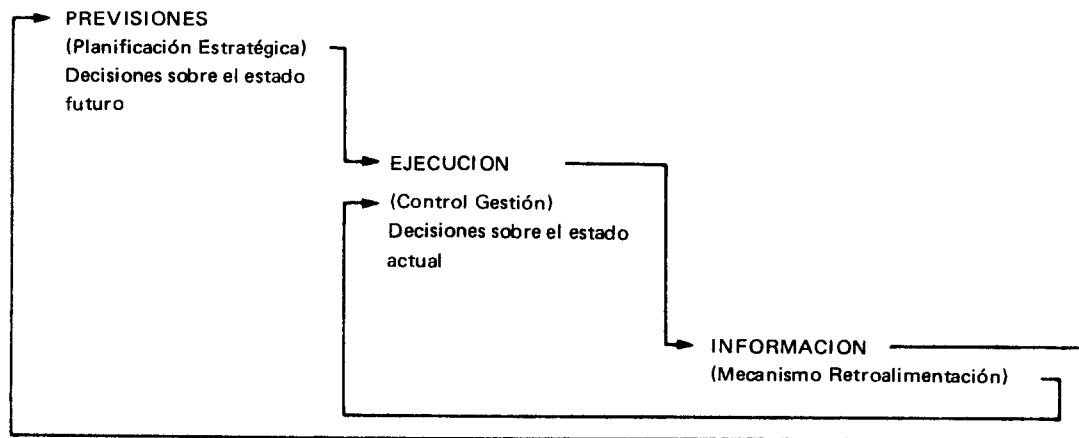 PREVISIONES
(Planificación Estratégica)
Decisiones sobre el estado
futuro
EJECUCION
(Control Gestión)
Decisiones sobre el estado
actual
INFORMACION
(Mecanismo Retroalimentación)